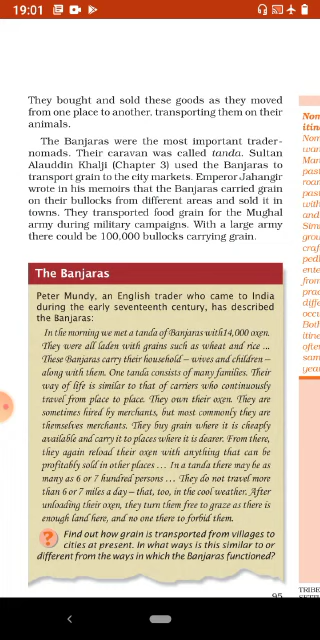 19:01
They bought and sold these goods as they moved
from one place to another, transporting them on their
animals.
The Banjaras were the most important trader-
nomads. Their caravan was called tanda. Sultan
Alauddin Khalji (Chapter 3) used the Banjaras to
transport grain to the city markets. Emperor Jahangir
wrote in his memoirs that the Banjaras carried grain
on their bullocks from different areas and sold it in
towns. They transported food grain for the Mughal
army during military campaigns. With a large army
there could be 100,000 bullocks carrying grain.
The Banjaras
Peter Mundy, an English trader who came to India
during the early seventeenth century, has described
the Banjaras:
In the morning we met a tanda of Banjaras with 14,000 oxen.
They were all laden with grains such as wheat and rice ...
These Banjaras carry their household – wives and children –
along with them. One tanda consists of many families. Their
way of life is similar to that of carriers who continuously
travel from place to place. They own their oxen. They are
sometimes hired by merchants, but most commonly they are
themselves merchants. They buy grain where it is cheaply
available and carry it to places where it is dearer. From there,
they again reload their oxen with anything that can be
profitably sold in other places ... In a tanda there may be as
many as 6 or 7 hundred persons ... They do not travel more
than 6 or 7 miles a day – that, too, in the cool weather. After
unloading their oxen, they turn them free to graze as there is
enough land here, and no one there to forbid them.
?
Find out how grain is transported from villages to
cities at present. In what ways is this similar to or
different from the ways in which the Banjaras functioned?
95
TRIBE